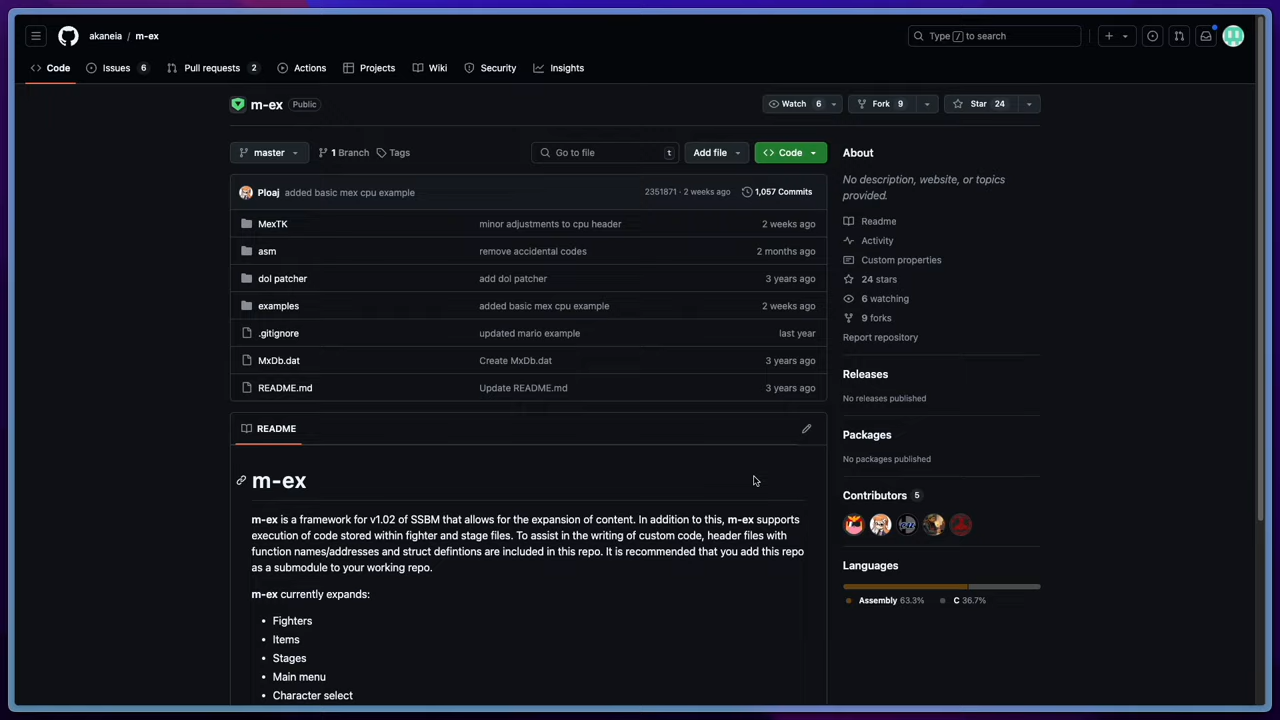 akaneia / m-ex
Type / to search
Code
Issues 6
Pull requests 2
Actions
Projects
Wiki
Security
Insights
m-ex Public
Watch 6
Fork 9
Star 24
master
1 Branch
Tags
Go to file t
Add file
Code
Ploaj added basic mex cpu example 2351871 · 2 weeks ago 1,057 Commits
MexTK minor adjustments to cpu header 2 weeks ago
asm remove accidental codes 2 months ago
dol patcher add dol patcher 3 years ago
examples added basic mex cpu example 2 weeks ago
.gitignore updated mario example last year
MxDb.dat Create MxDb.dat 3 years ago
README.md Update README.md 3 years ago
README
m-ex
m-ex is a framework for v1.02 of SSBM that allows for the expansion of content. In addition to this, m-ex supports
execution of code stored within fighter and stage files. To assist in the writing of custom code, header files with
function names/addresses and struct defintions are included in this repo. It is recommended that you add this repo
as a submodule to your working repo.
m-ex currently expands:
• Fighters
• Items
• Stages
• Main menu
• Character select
About
No description, website, or topics
provided.
Readme
Activity
Custom properties
24 stars
6 watching
9 forks
Report repository
Releases
No releases published
Packages
No packages published
Contributors 5
Languages
Assembly 63.3% C 36.7%